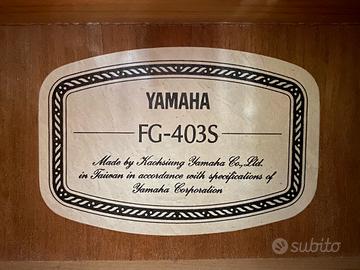 YAMAHA
FG-403S
Made by Kaohsiung Yamaha Co., Ltd.
in Taiwan in accordance with specifications of
Yamaha Corporation
subito